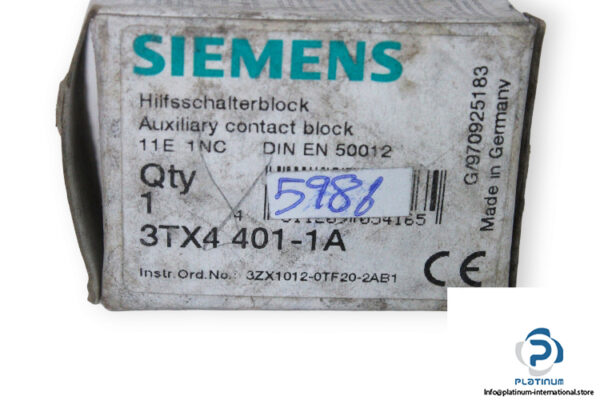 SIEMENS
Hilfsschalterblock
Auxiliary contact block
11E 1NC DIN EN 50012
Qty
1
5981
4
3TX4 401-1A
Instr.Ord.No.: 3ZX1012-0TF20-2AB1
G/970925183
Made in Germany
CE
PLATINUM
Info@platinum-international.store